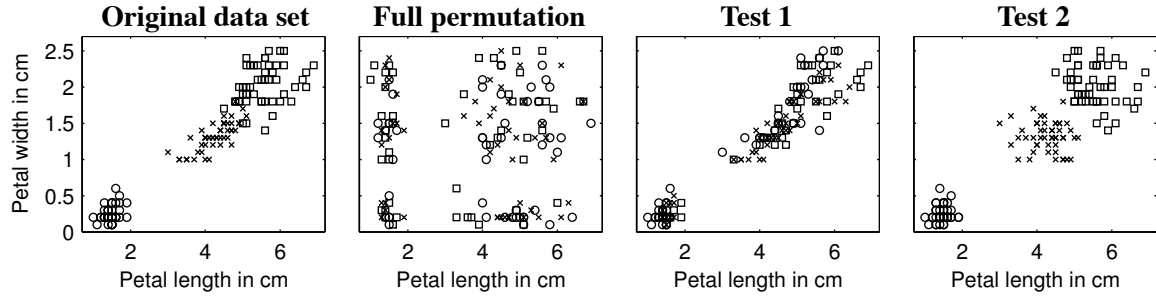 Original data set
Full permutation
Test 1
Test 2
Petal width in cm
2.5
2
1.5
1
0.5
0
2 4 6
2 4 6
2 4 6
2 4 6
Petal length in cm
Petal length in cm
Petal length in cm
Petal length in cm